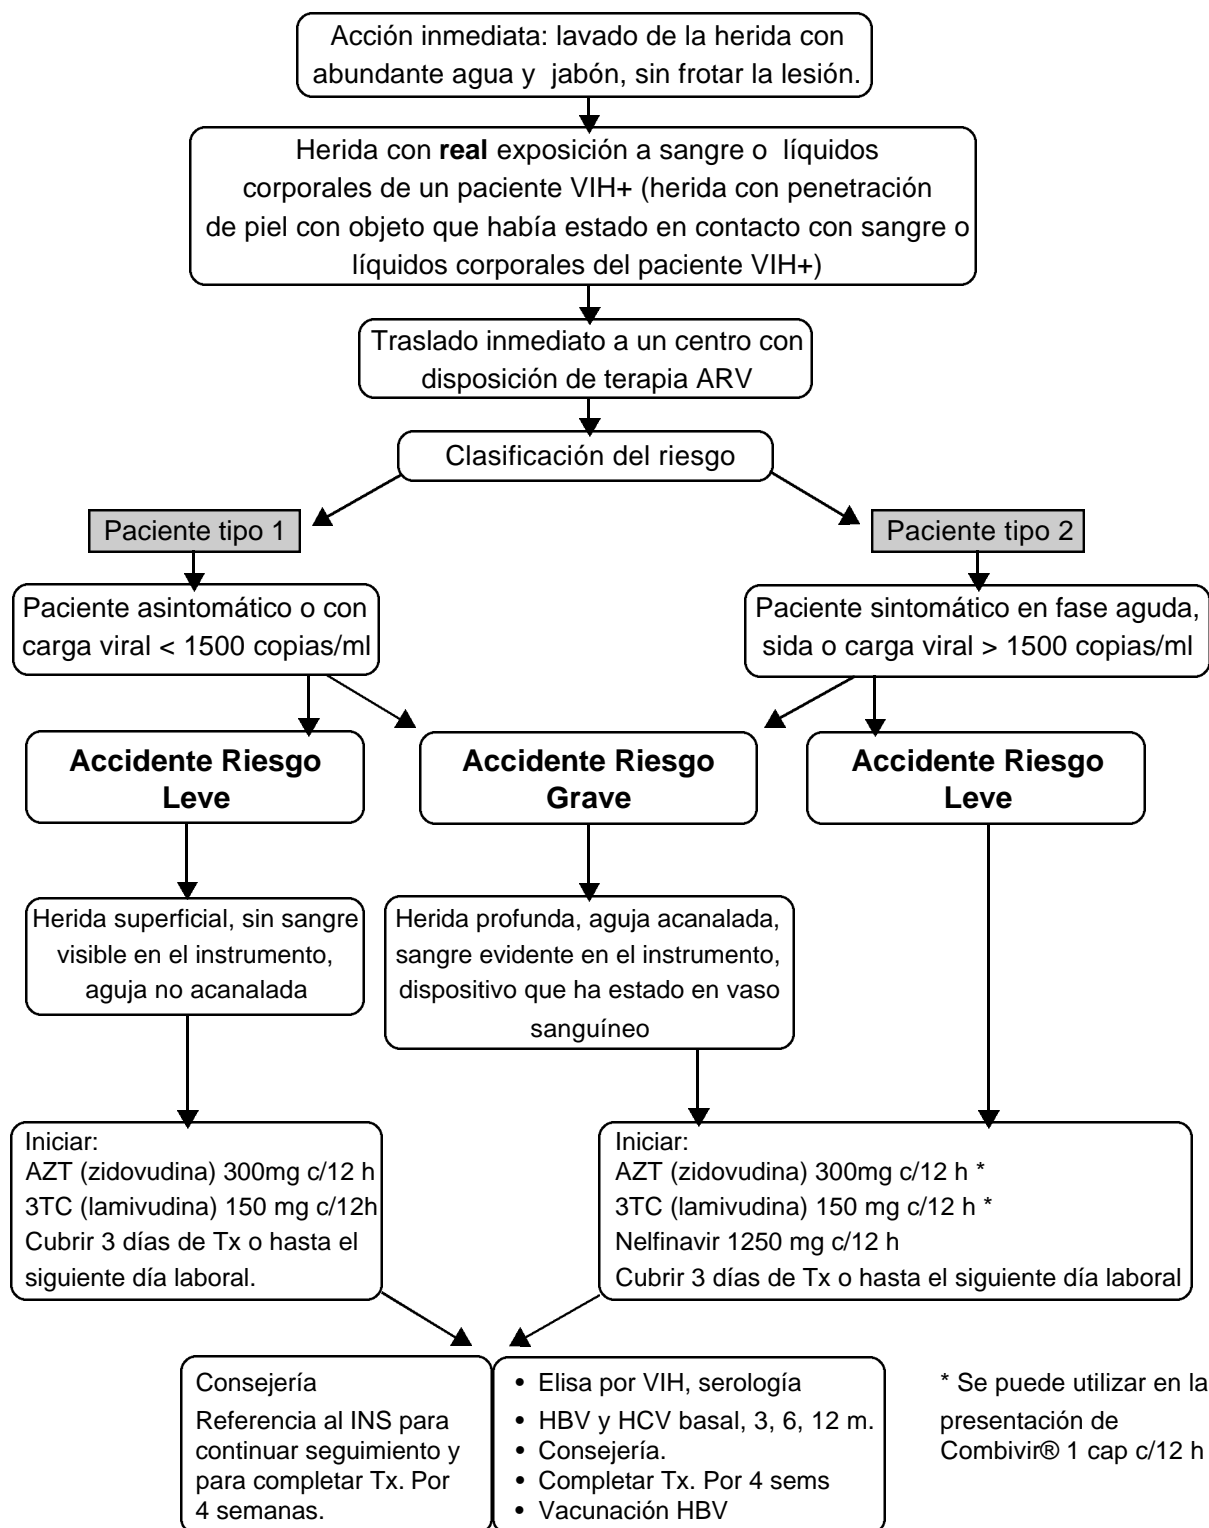 Acción inmediata: lavado de la herida con
abundante agua y jabón, sin frotar la lesión.
Herida con real exposición a sangre o líquidos
corporales de un paciente VIH+ (herida con penetración
de piel con objeto que había estado en contacto con sangre o
líquidos corporales del paciente VIH+)
Traslado inmediato a un centro con
disposición de terapia ARV
Clasificación del riesgo
Paciente tipo 1
Paciente tipo 2
Paciente asintomático o con
carga viral < 1500 copias/ml
Paciente sintomático en fase aguda,
sida o carga viral > 1500 copias/ml
Accidente Riesgo
Leve
Accidente Riesgo
Grave
Accidente Riesgo
Leve
Herida superficial, sin sangre
visible en el instrumento,
aguja no acanalada
Herida profunda, aguja acanalada,
sangre evidente en el instrumento,
dispositivo que ha estado en vaso
sanguíneo
Iniciar:
AZT (zidovudina) 300mg c/12 h
3TC (lamivudina) 150 mg c/12h
Cubrir 3 días de Tx o hasta el
siguiente día laboral.
Iniciar:
AZT (zidovudina) 300mg c/12 h *
3TC (lamivudina) 150 mg c/12 h *
Nelfinavir 1250 mg c/12 h
Cubrir 3 días de Tx o hasta el siguiente día laboral
Consejería
Referencia al INS para
continuar seguimiento y
para completar Tx. Por
4 semanas.
• Elisa por VIH, serología
• HBV y HCV basal, 3, 6, 12 m.
• Consejería.
• Completar Tx. Por 4 sems
• Vacunación HBV
* Se puede utilizar en la
presentación de
Combivir® 1 cap c/12 h